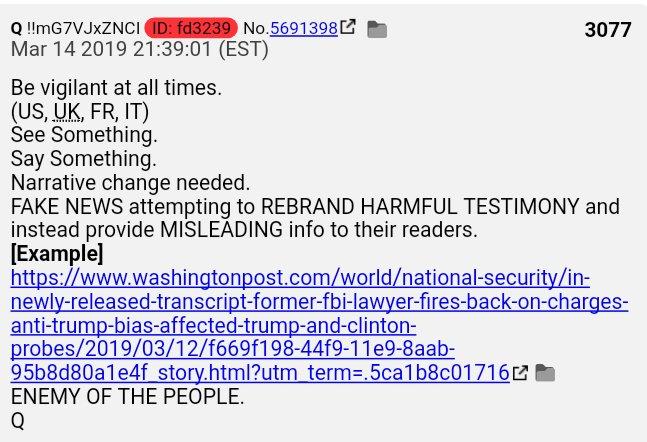 Q !!mG7VJxZNCI ID: fd3239 No.5691398 3077
Mar 14 2019 21:39:01 (EST)
Be vigilant at all times.
(US, UK, FR, IT)
See Something.
Say Something.
Narrative change needed.
FAKE NEWS attempting to REBRAND HARMFUL TESTIMONY and
instead provide MISLEADING info to their readers.
[Example]
https://www.washingtonpost.com/world/national-security/in-
newly-released-transcript-former-fbi-lawyer-fires-back-on-charges-
anti-trump-bias-affected-trump-and-clinton-
probes/2019/03/12/f669f198-44f9-11e9-8aab-
95b8d80a1e4f_story.html?utm_term=.5ca1b8c01716
ENEMY OF THE PEOPLE.
Q